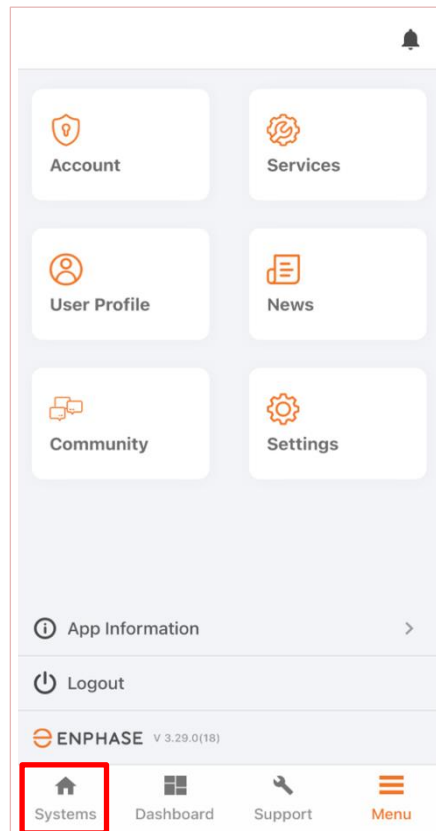 Account
Services
User Profile
News
Community
Settings
App Information
Logout
ENPHASE V 3.29.0(18)
Systems Dashboard Support Menu